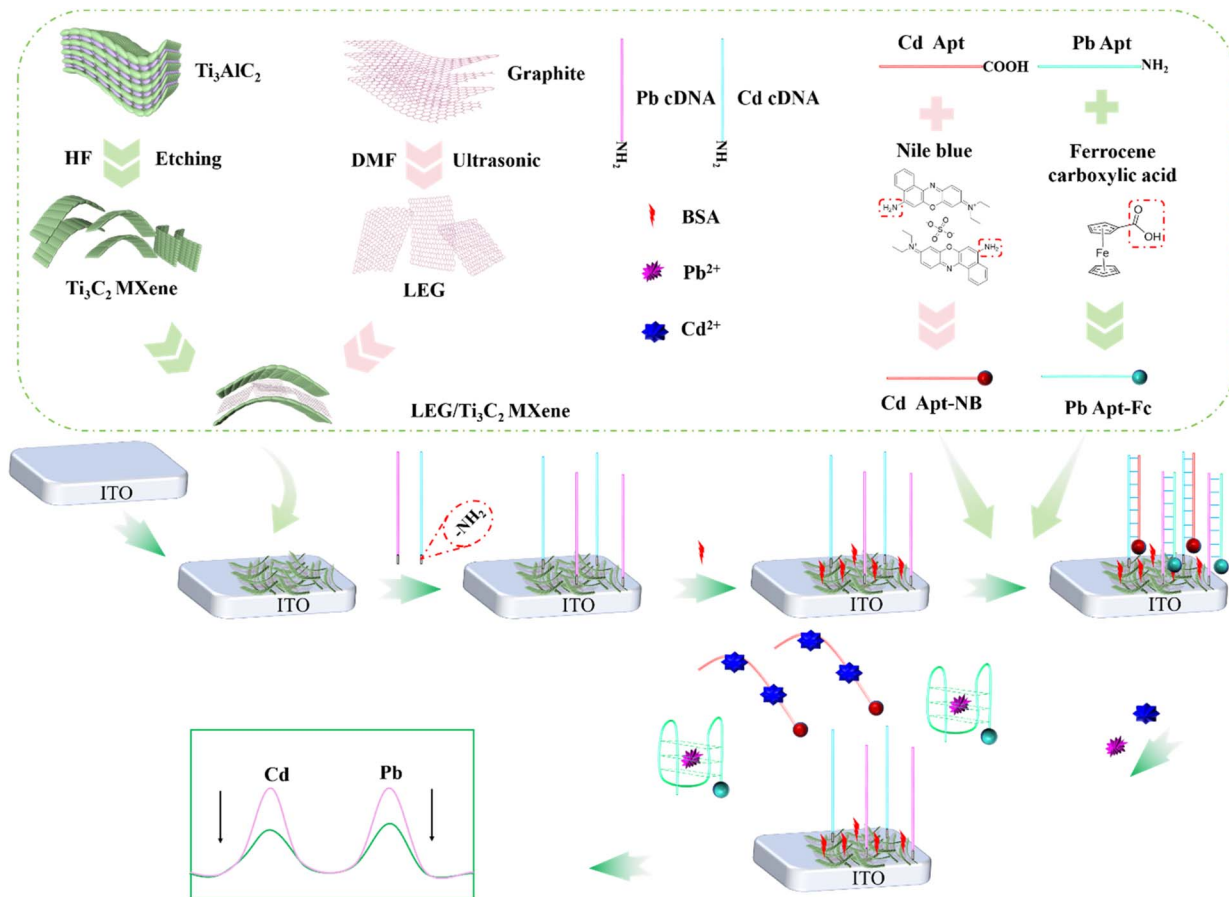 Ti₃AlC₂
HF
Etching
Ti₃C₂ MXene
Graphite
DMF
Ultrasonic
LEG
LEG/Ti₃C₂ MXene
Pb cDNA
NH₂
Cd cDNA
NH₂
BSA
Pb²⁺
Cd²⁺
Cd Apt
COOH
Nile blue
H₂N
N
O
N⁺
O
O⁻
S
O⁻
O
N⁺
O
N
NH₂
Cd Apt-NB
Pb Apt
NH₂
Ferrocene
carboxylic acid
O
OH
Fe
Pb Apt-Fc
ITO
ITO
-NH₂
ITO
ITO
ITO
ITO
Cd
Pb